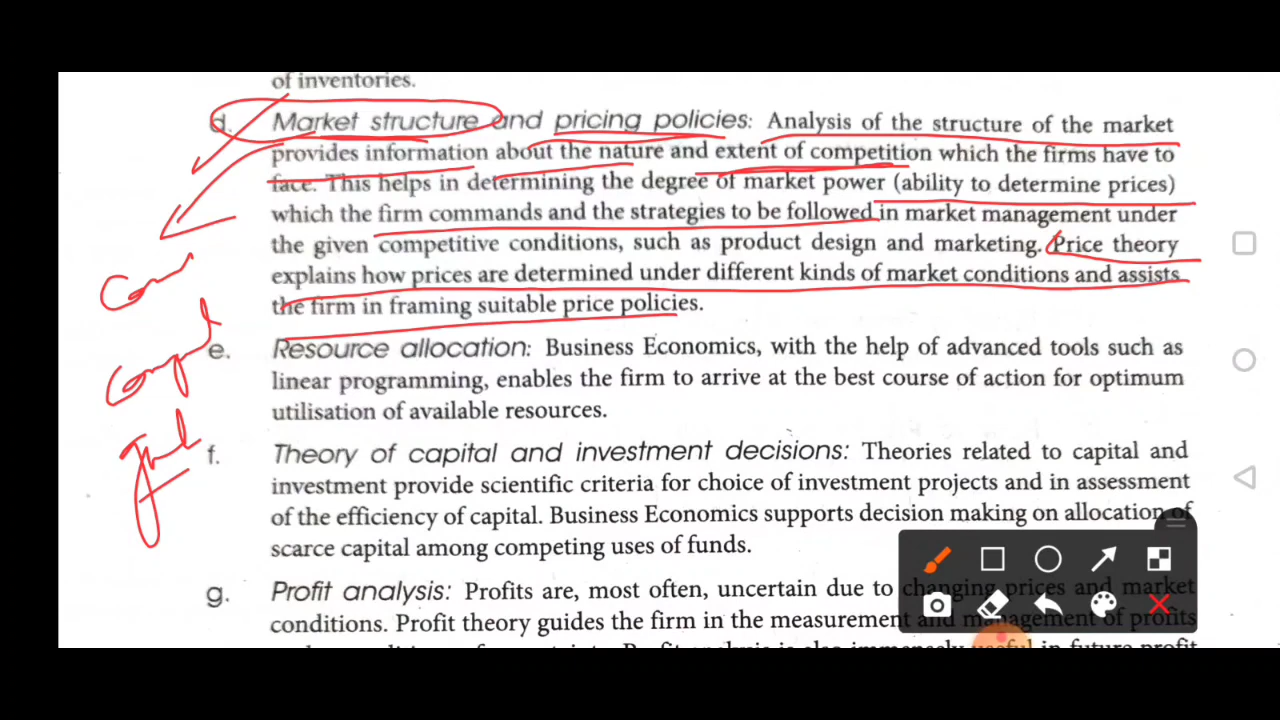 of inventories.
d. Market structure and pricing policies: Analysis of the structure of the market
provides information about the nature and extent of competition which the firms have to
face. This helps in determining the degree of market power (ability to determine prices)
which the firm commands and the strategies to be followed in market management under
the given competitive conditions, such as product design and marketing. Price theory
explains how prices are determined under different kinds of market conditions and assists
the firm in framing suitable price policies.
e. Resource allocation: Business Economics, with the help of advanced tools such as
linear programming, enables the firm to arrive at the best course of action for optimum
utilisation of available resources.
f. Theory of capital and investment decisions: Theories related to capital and
investment provide scientific criteria for choice of investment projects and in assessment
of the efficiency of capital. Business Economics supports decision making on allocation of
scarce capital among competing uses of funds.
g. Profit analysis: Profits are, most often, uncertain due to changing prices and market
conditions. Profit theory guides the firm in the measurement and management of profits